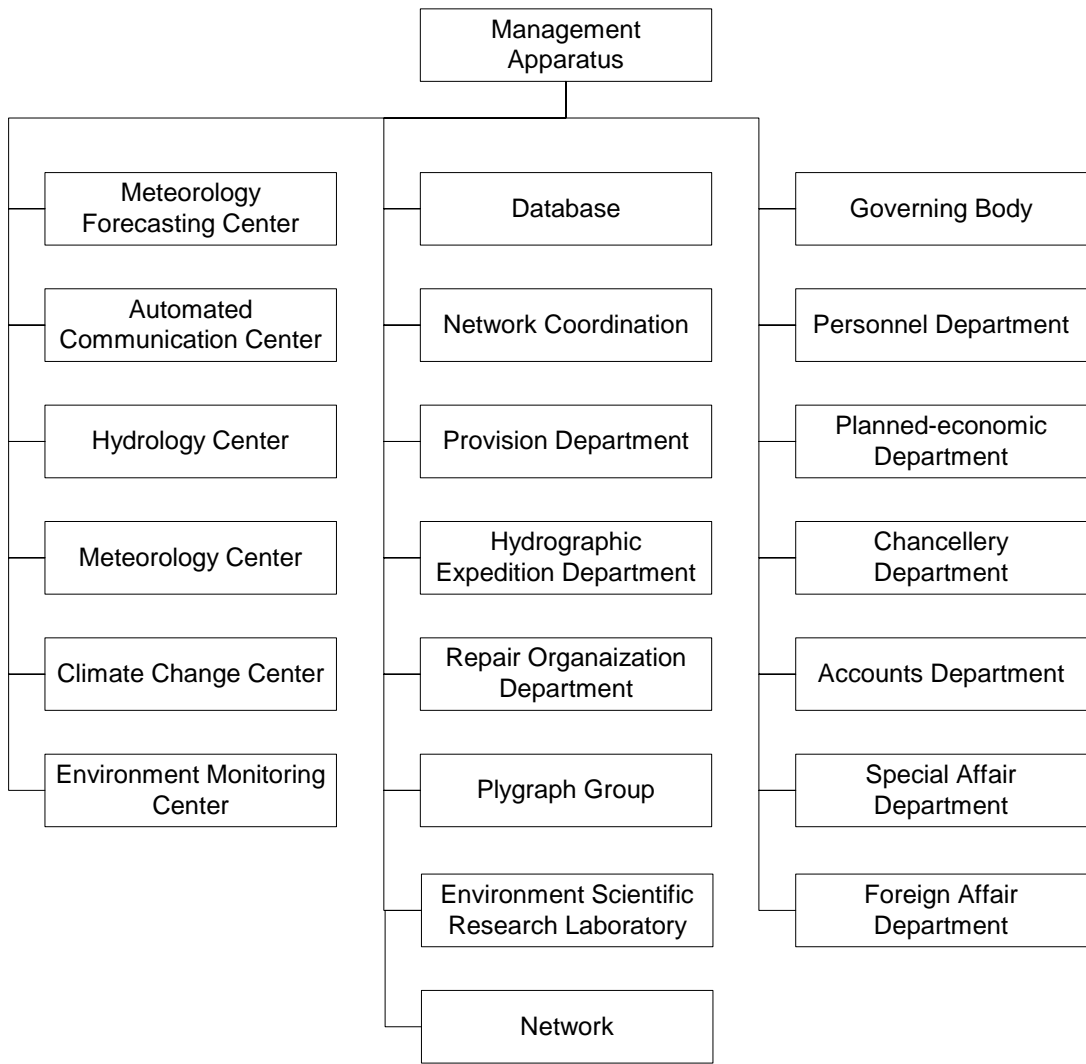 Management
Apparatus
Meteorology
Forecasting Center
Automated
Communication Center
Hydrology Center
Meteorology Center
Climate Change Center
Environment Monitoring
Center
Database
Network Coordination
Provision Department
Hydrographic
Expedition Department
Repair Organaization
Department
Plygraph Group
Environment Scientific
Research Laboratory
Network
Governing Body
Personnel Department
Planned-economic
Department
Chancellery
Department
Accounts Department
Special Affair
Department
Foreign Affair
Department